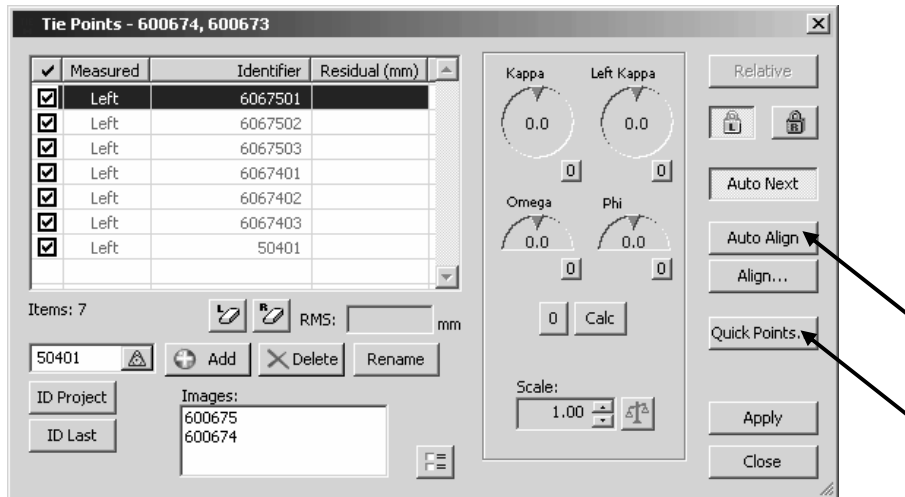 Tie Points - 600674, 600673
Measured Identifier Residual (mm)
Left 6067501
Left 6067502
Left 6067503
Left 6067401
Left 6067402
Left 6067403
Left 50401
Items: 7
RMS: mm
50401 Add Delete Rename
ID Project
ID Last
Images:
600675
600674
Kappa Left Kappa
0.0 0.0
0 0
Omega Phi
0.0 0.0
0 0
0 Calc
Scale:
1.00
Relative
L R
Auto Next
Auto Align
Align...
Quick Points..
Apply
Close